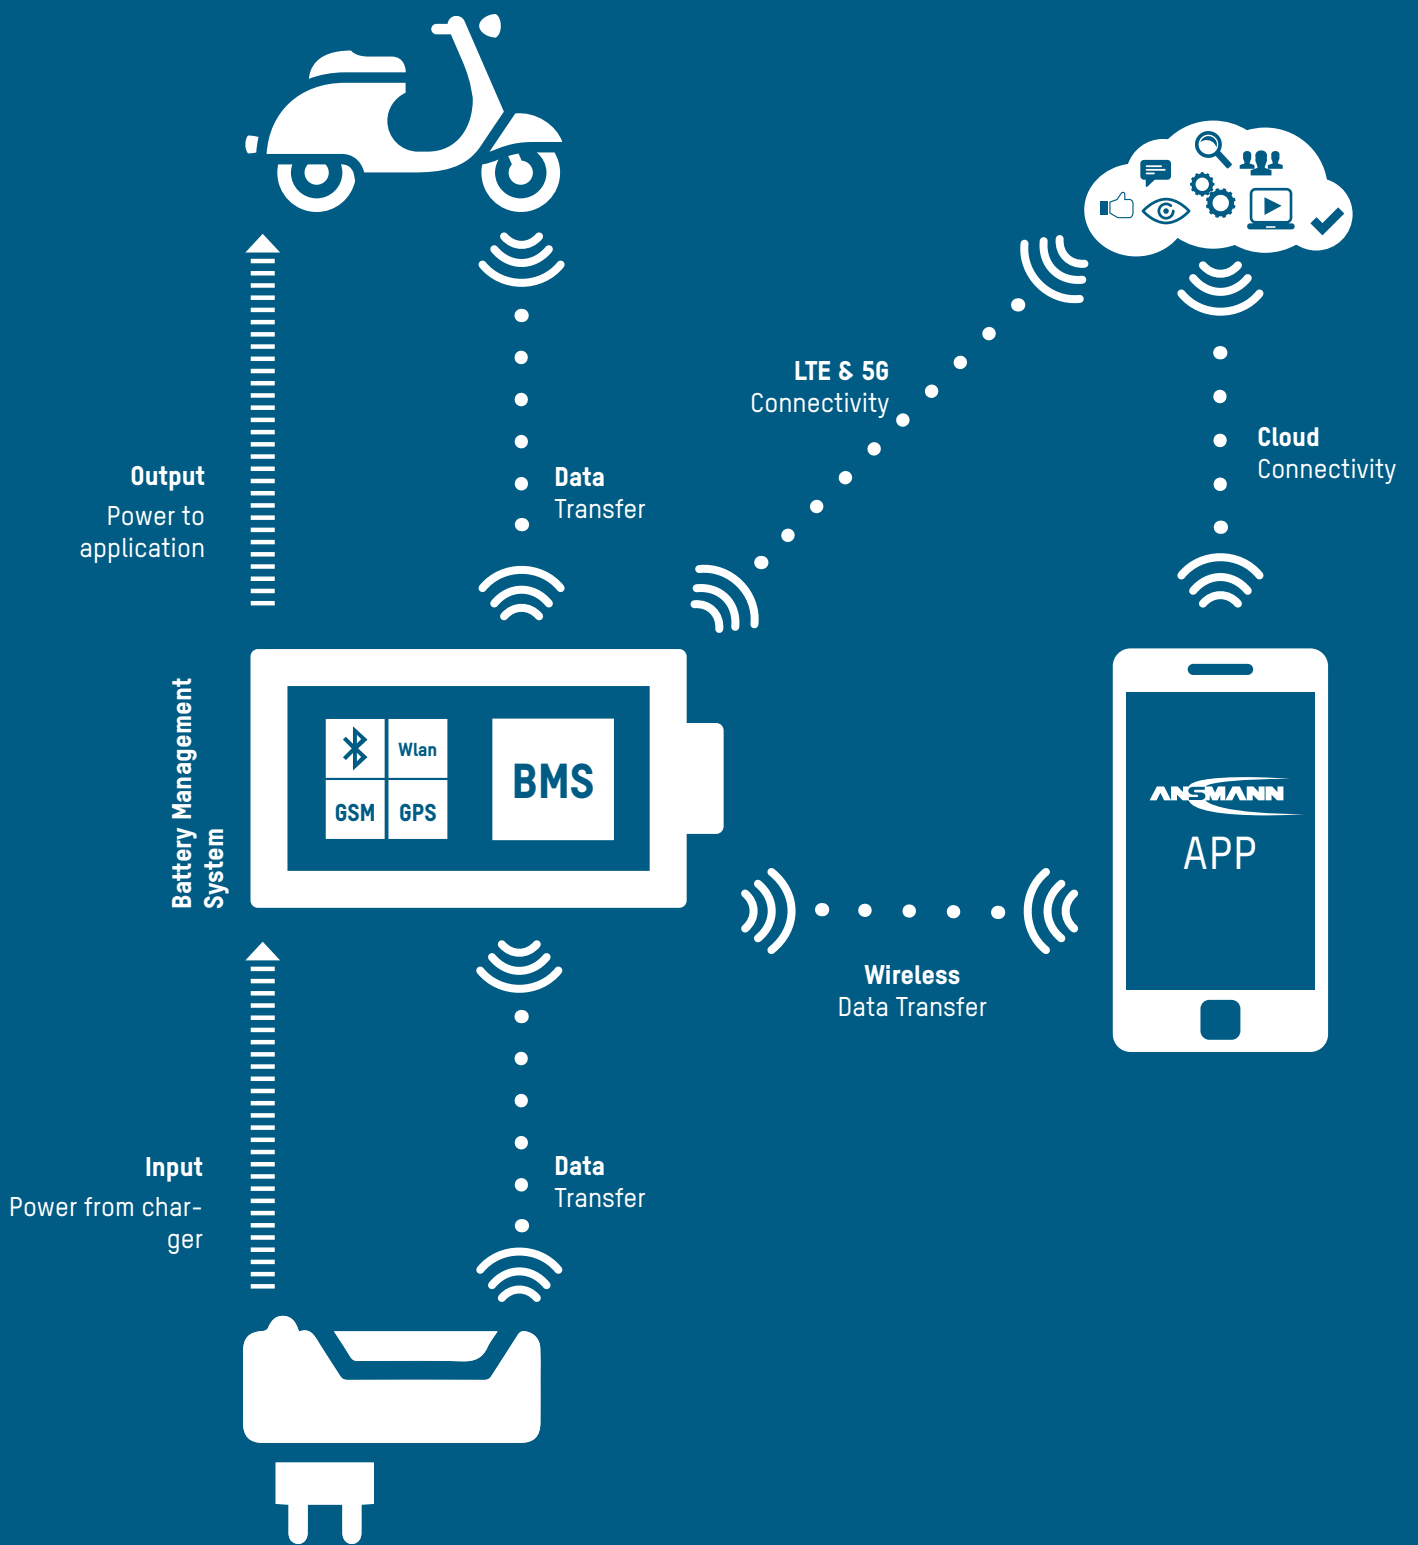 LTE & 5G
Connectivity
Cloud
Connectivity
Output
Power to
application
Data
Transfer
Battery Management
System
Wlan
GSM
GPS
BMS
ANSMANN
APP
Wireless
Data Transfer
Input
Power from char-
ger
Data
Transfer